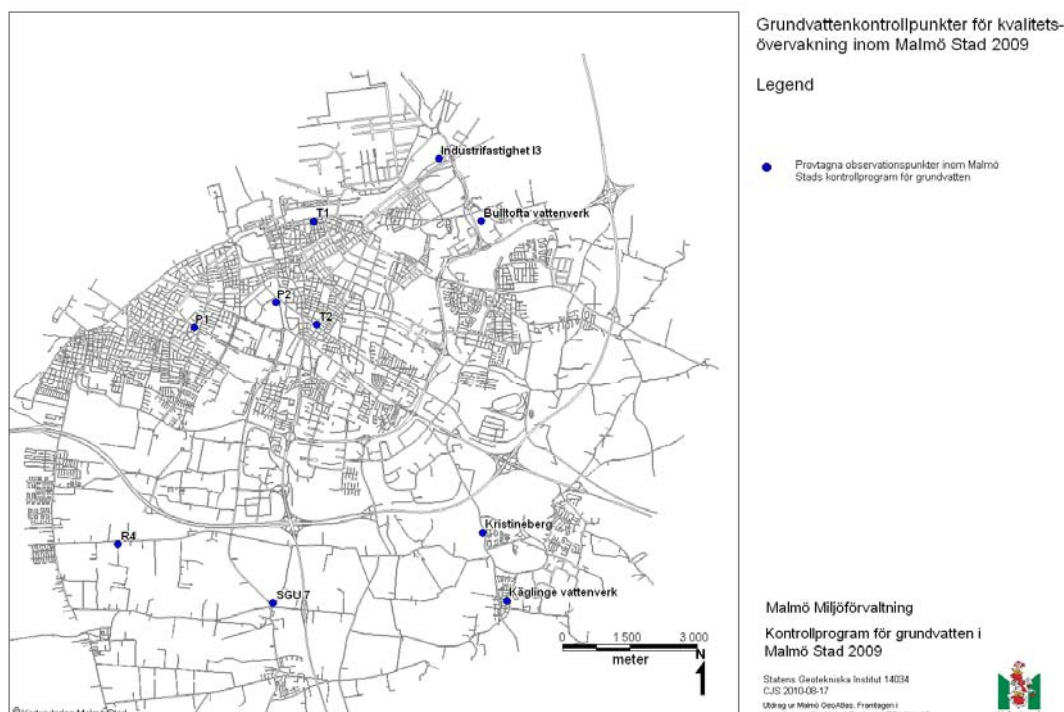 Grundvattenkontrollpunkter för kvalitets-
övervakning inom Malmö Stad 2009
Legend
Provtagna observationspunkter inom Malmö
Stads kontrollprogram för grundvatten
Industrifastighet I3
T1
Bulltofta vattenverk
P2
P1
T2
Kristineberg
R4
SGU 7
Käglinge vattenverk
0 1 500 3 000
meter
N
Malmö Miljöförvaltning
Kontrollprogram för grundvatten i
Malmö Stad 2009
Statens Geotekniska Institut 14034
CJS 2010-08-17
Utdrag ur Malmö GeoAtlas. Framtagen i